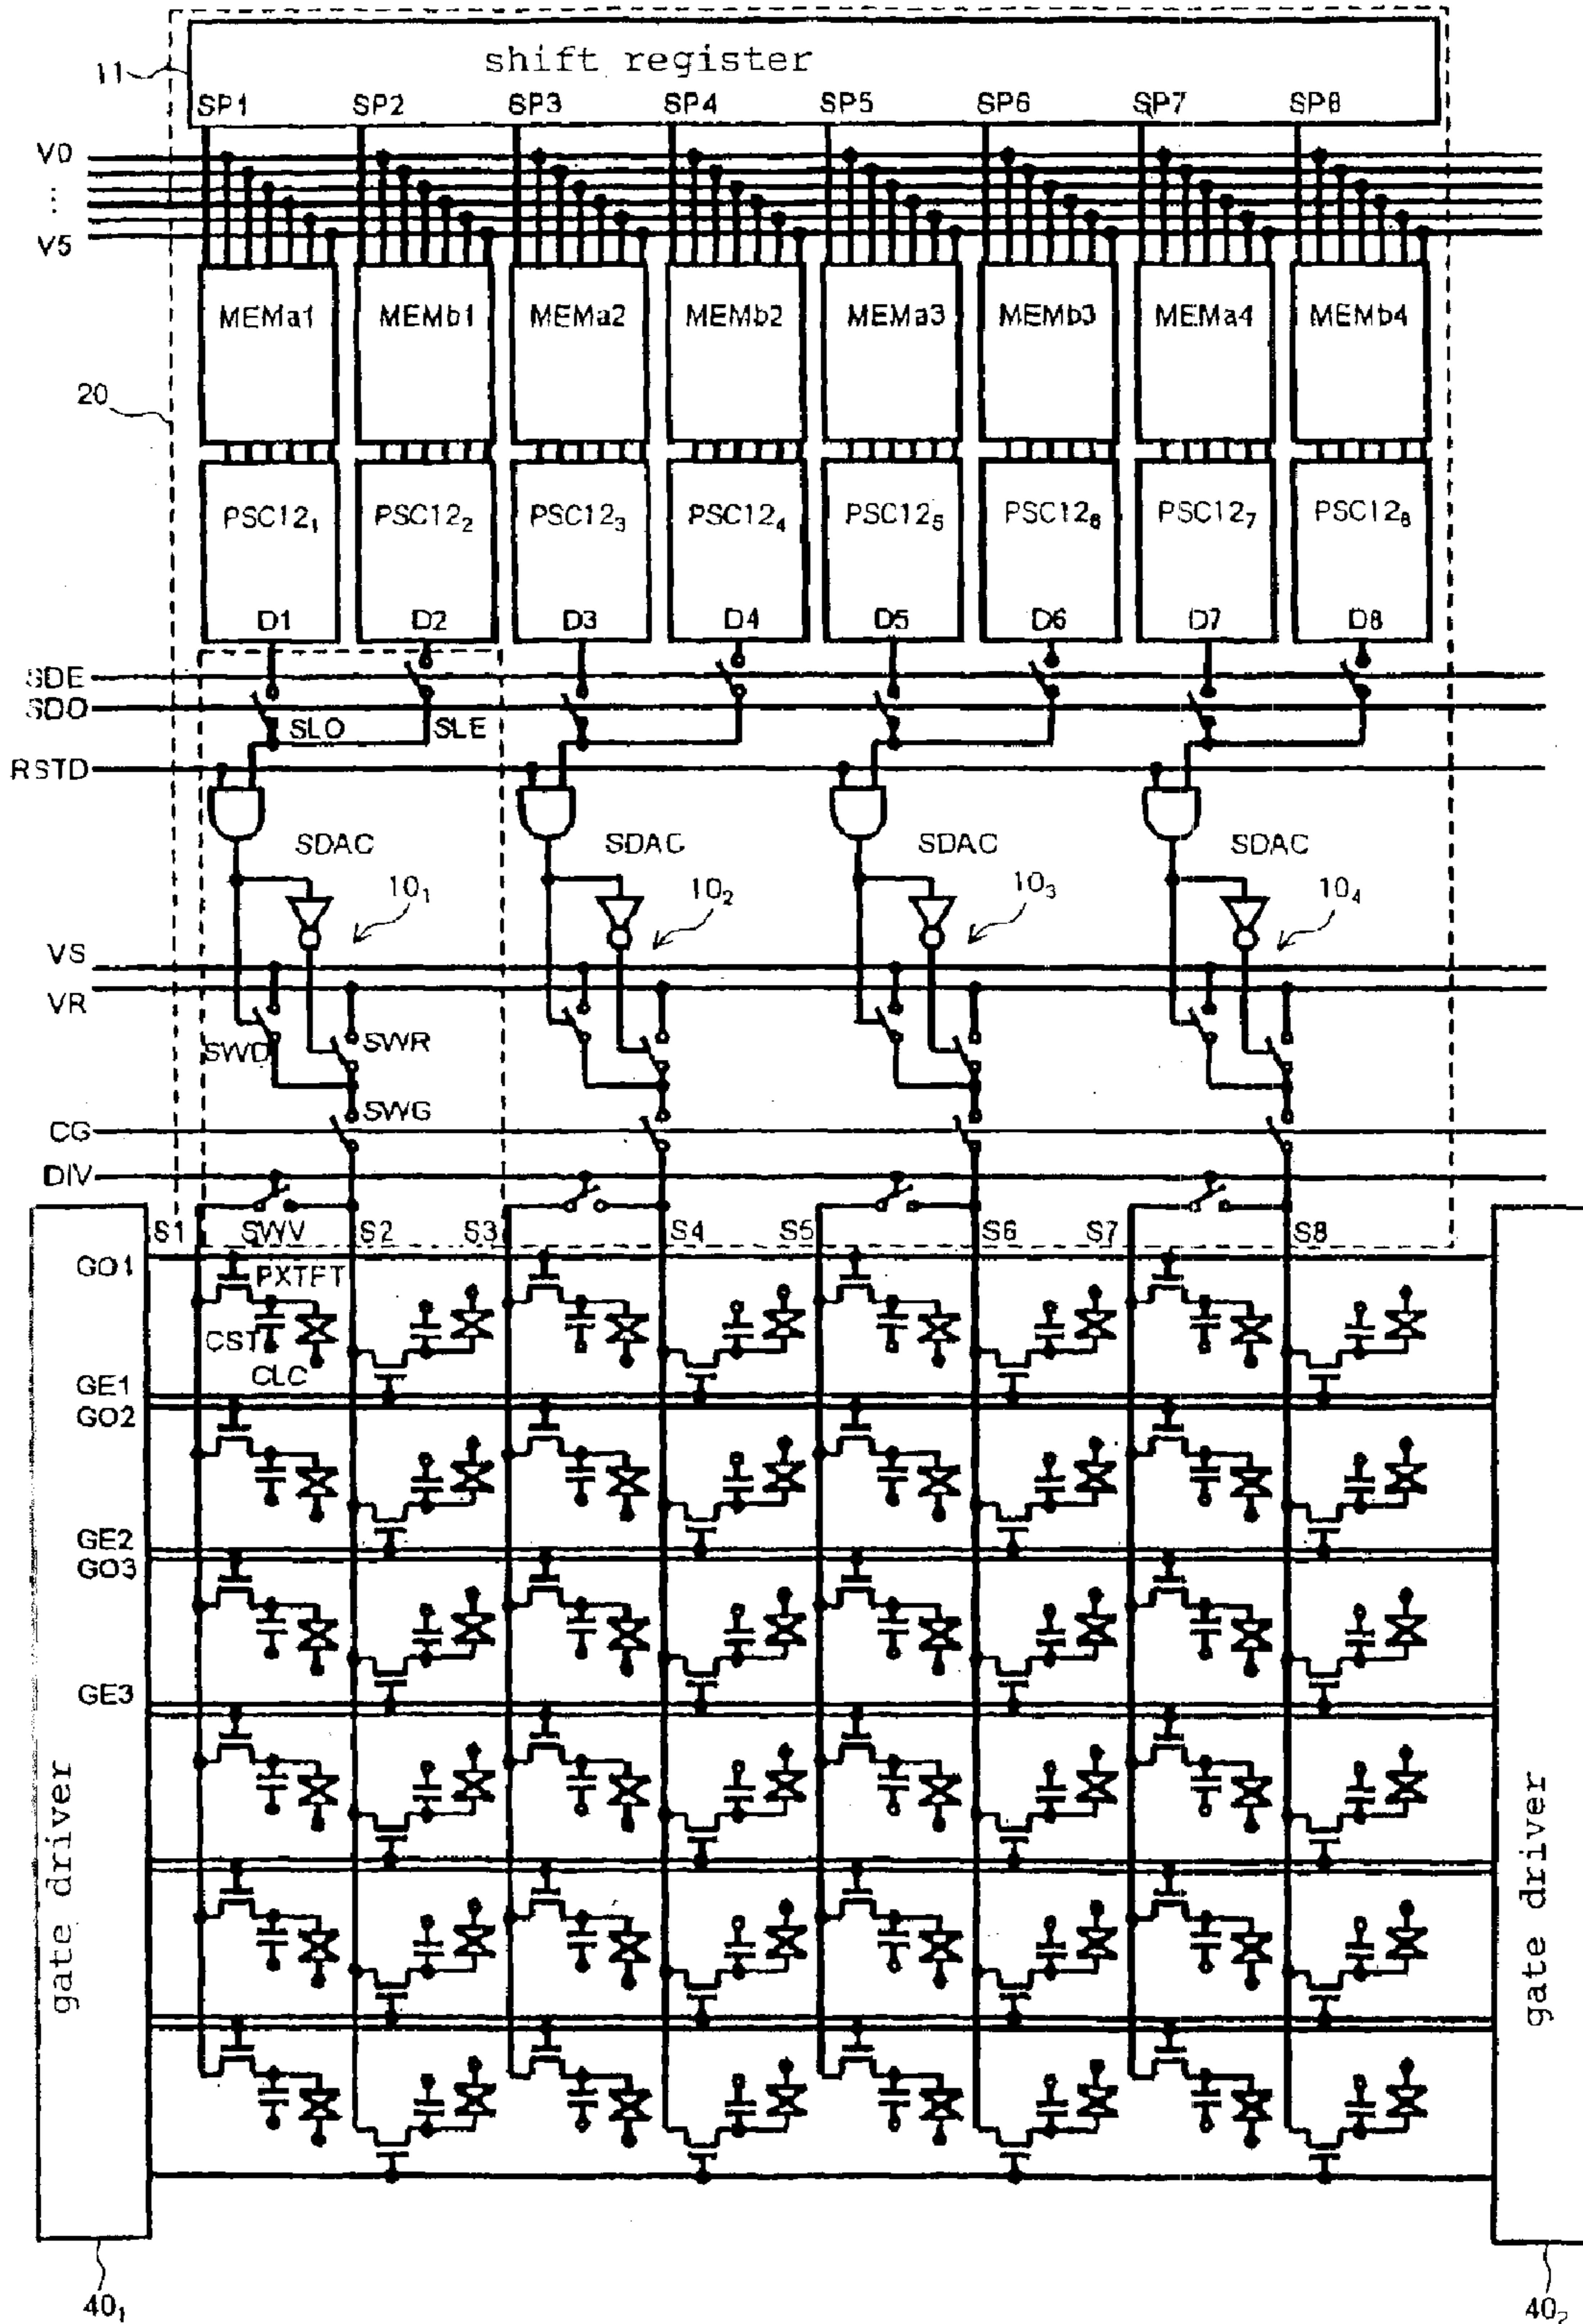 shift register
11
SP1 SP2 SP3 SP4 SP5 SP6 SP7 SP8
V0
⋮
V5
MEMa1 MEMb1 MEMa2 MEMb2 MEMa3 MEMb3 MEMa4 MEMb4
20
PSC12₁ PSC12₂ PSC12₃ PSC12₄ PSC12₅ PSC12₆ PSC12₇ PSC12₈
D1 D2 D3 D4 D5 D6 D7 D8
SDE
SDO
SLO SLE
RSTD
SDAC SDAC SDAC SDAC
10₁ 10₂ 10₃ 10₄
VS
VR
SWD SWR
SWG
CG
DIV
S1 SWV S2 S3 S4 S5 S6 S7 S8
GO1
PXTFT
CST
CLC
GE1
GO2
GE2
GO3
GE3
gate driver
gate driver
40₁
40₂